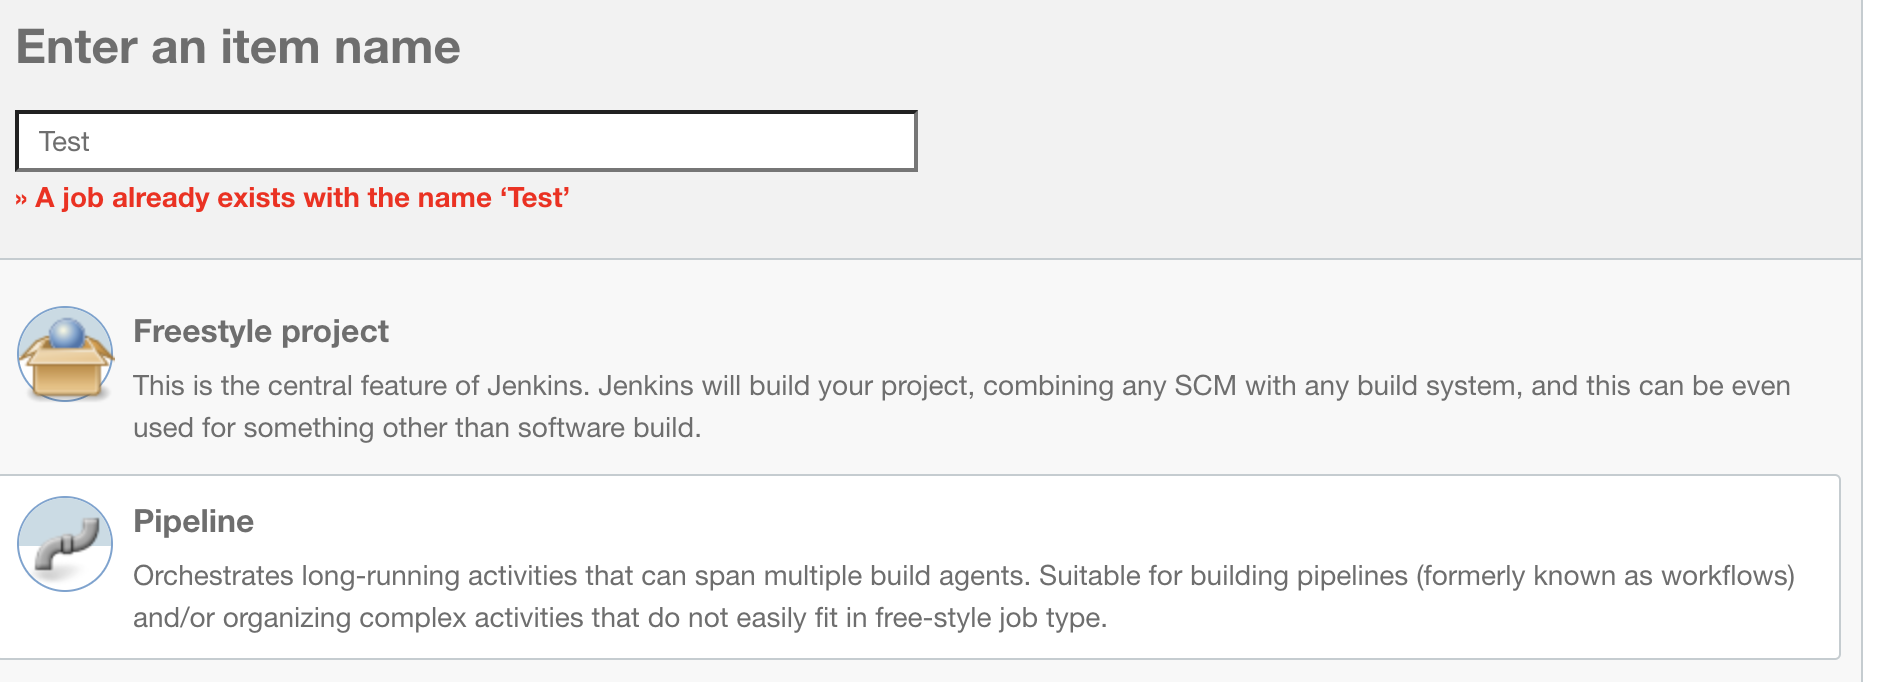 Enter an item name
Test
» A job already exists with the name ‘Test’
Freestyle project
This is the central feature of Jenkins. Jenkins will build your project, combining any SCM with any build system, and this can be even
used for something other than software build.
Pipeline
Orchestrates long-running activities that can span multiple build agents. Suitable for building pipelines (formerly known as workflows)
and/or organizing complex activities that do not easily fit in free-style job type.